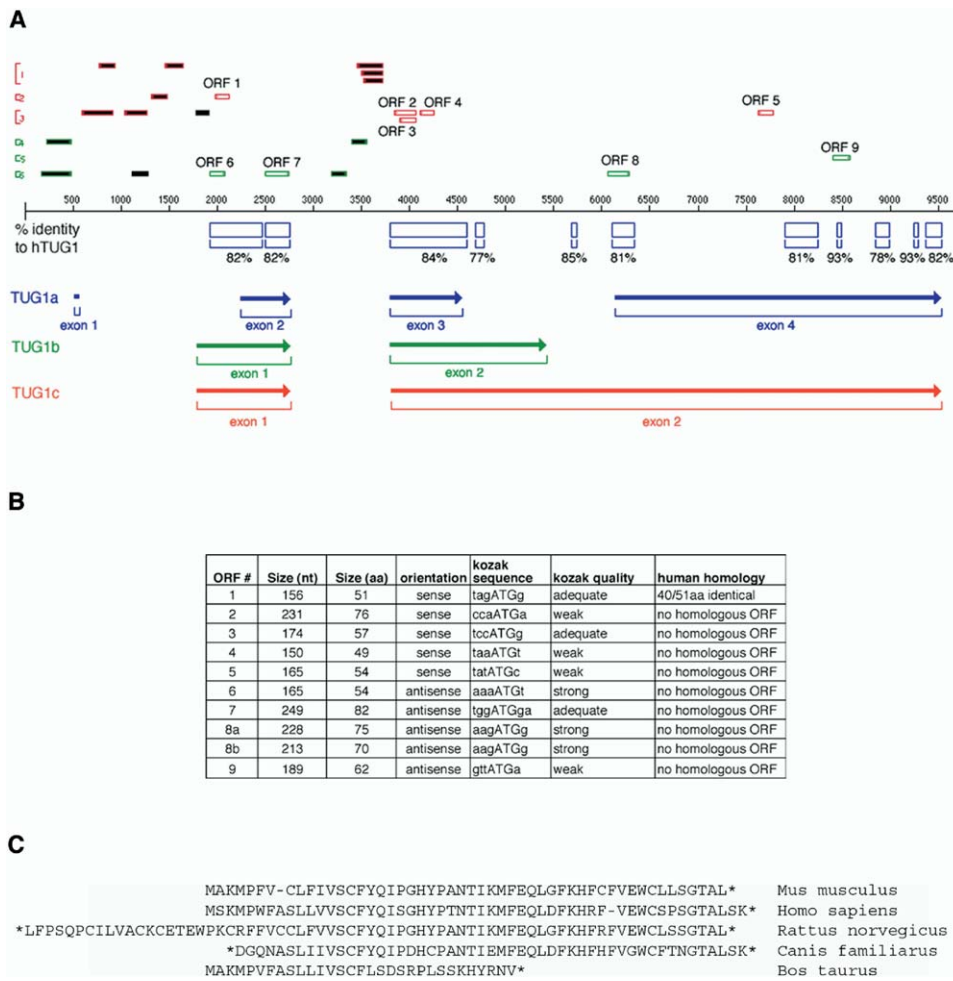 A
ORF 1
ORF 2 ORF 4 ORF 5
ORF 3
ORF 9
ORF 6 ORF 7 ORF 8
500 1000 1500 2000 2500 3000 3500 4000 4500 5000 5500 6000 6500 7000 7500 8000 8500 9000 9500
% identity
to hTUG1
82% 82% 84% 77% 85% 81% 81% 93% 78% 93% 82%
TUG1a
exon 1 exon 2 exon 3 exon 4
TUG1b
exon 1 exon 2
TUG1c
exon 1 exon 2
B
ORF # Size (nt) Size (aa) orientation kozak sequence kozak quality human homology
1 156 51 sense tagATGg adequate 40/51aa identical
2 231 76 sense ccaATGa weak no homologous ORF
3 174 57 sense tccATGg adequate no homologous ORF
4 150 49 sense taaATGt weak no homologous ORF
5 165 54 sense tatATGc weak no homologous ORF
6 165 54 antisense aaaATGt strong no homologous ORF
7 249 82 antisense tggATGga adequate no homologous ORF
8a 228 75 antisense aagATGg strong no homologous ORF
8b 213 70 antisense aagATGg strong no homologous ORF
9 189 62 antisense gttATGa weak no homologous ORF
C
MAKMPFV-CLFIVSCFYQIPGHYPANTIKMFEQLGFKHFCFVEWCLLSGTAL* Mus musculus
MSKMPWFASLLVVSCFYQISGHYPTNTIKMFEQLDFKHRF-VEWCSPSGTALSK* Homo sapiens
*LFPSQPCILVACKCETEWPKCRFFVCCLFVVSCFYQIPGHYPANTIKMFEQLGFKHFRFVEWCLSSGTAL* Rattus norvegicus
*DGQNASLIIVSCFYQIPDHCPANTIEMFEQLDFKHFHFVGWCFTNGTALSK* Canis familiarus
MAKMPVFASLLIVSCFLSDSRPLSSKHYRNV* Bos taurus